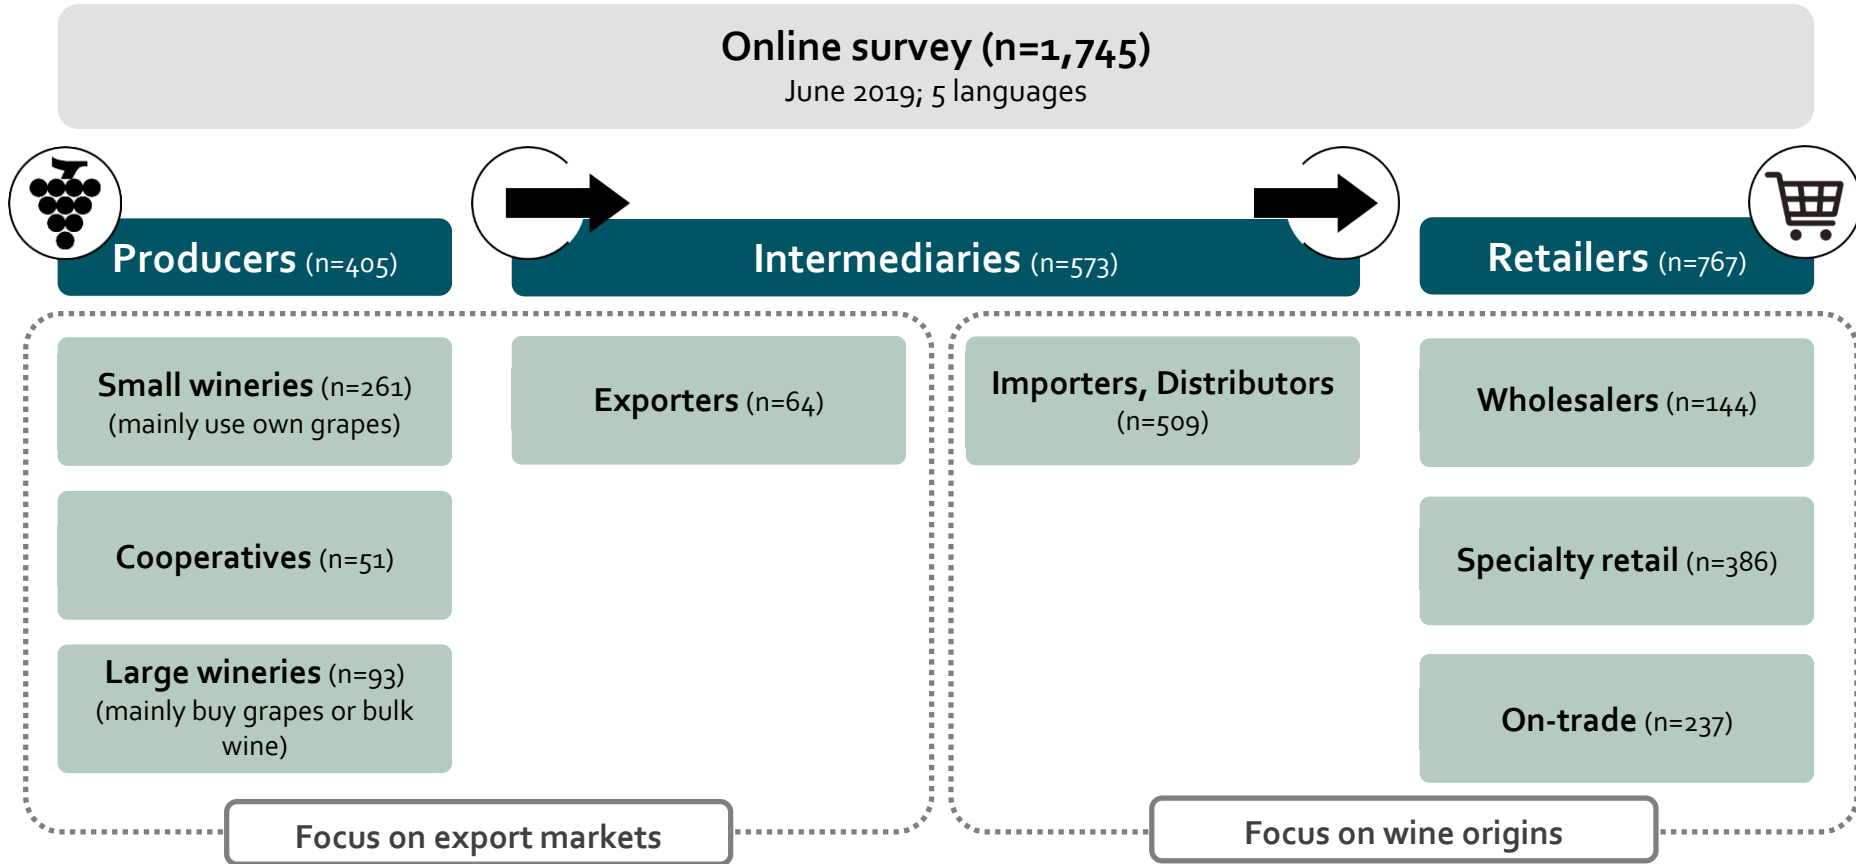 Online survey (n=1,745)
June 2019; 5 languages
Producers (n=405)
Intermediaries (n=573)
Retailers (n=767)
Small wineries (n=261)
(mainly use own grapes)
Cooperatives (n=51)
Large wineries (n=93)
(mainly buy grapes or bulk
wine)
Exporters (n=64)
Importers, Distributors
(n=509)
Wholesalers (n=144)
Specialty retail (n=386)
On-trade (n=237)
Focus on export markets
Focus on wine origins